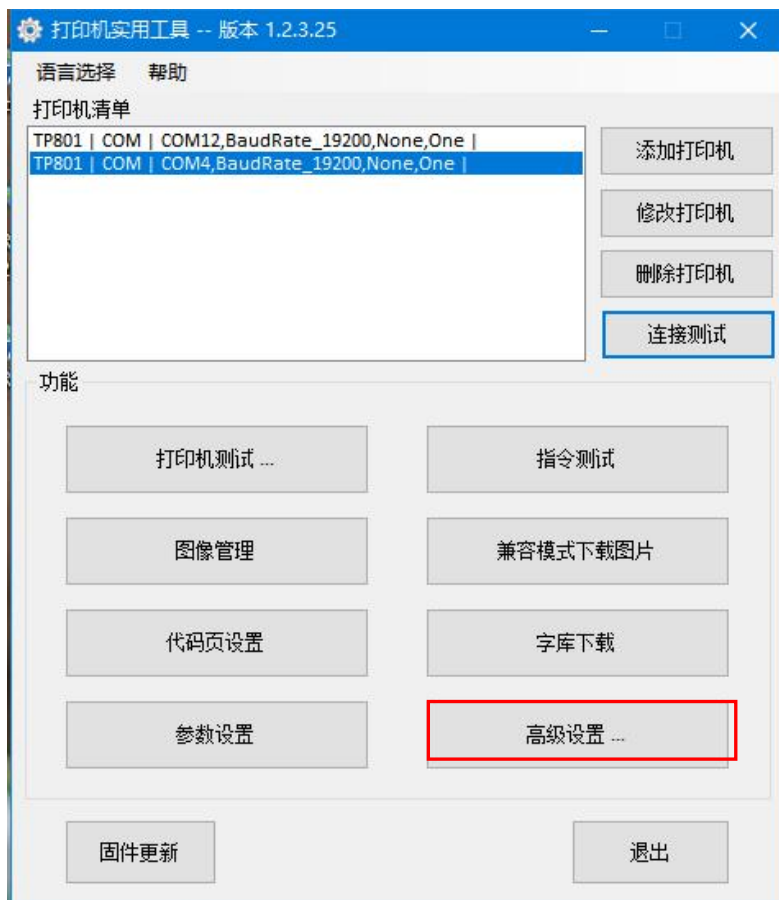 打印机实用工具 -- 版本 1.2.3.25
语言选择 帮助
打印机清单
TP801 | COM | COM12,BaudRate_19200,None,One |
TP801 | COM | COM4,BaudRate_19200,None,One |
添加打印机
修改打印机
删除打印机
连接测试
功能
打印机测试 ...
指令测试
图像管理
兼容模式下载图片
代码页设置
字库下载
参数设置
高级设置 ...
固件更新
退出